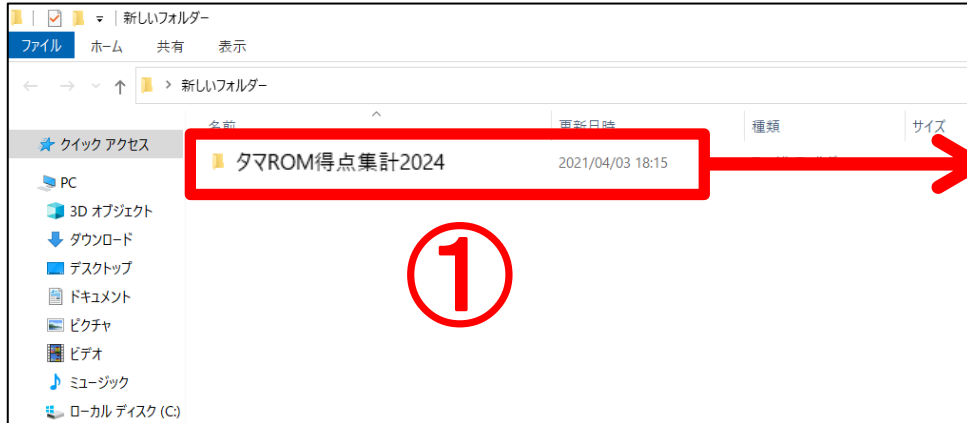 新しいフォルダー
ファイル ホーム 共有 表示
新しいフォルダー
名前 更新日時 種類 サイズ
クイック アクセス
タマROM得点集計2024 2021/04/03 18:15
PC
3D オブジェクト
ダウンロード
デスクトップ
①
ドキュメント
ピクチャ
ビデオ
ミュージック
ローカル ディスク (C:)